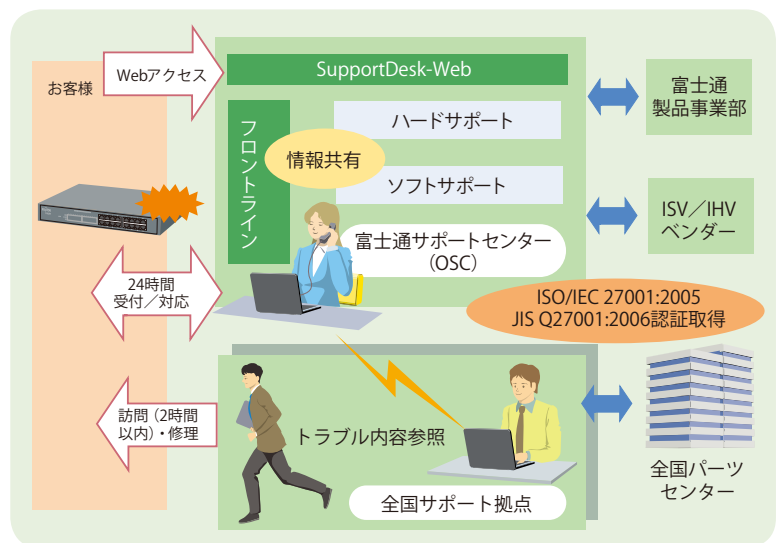 お客様
Webアクセス
SupportDesk-Web
フロントライン
ハードサポート
情報共有
ソフトサポート
富士通サポートセンター
(OSC)
富士通
製品事業部
ISV/IHV
ベンダー
24時間
受付/対応
ISO/IEC 27001:2005
JIS Q27001:2006認証取得
訪問(2時間
以内)・修理
トラブル内容参照
全国サポート拠点
全国パーツ
センター